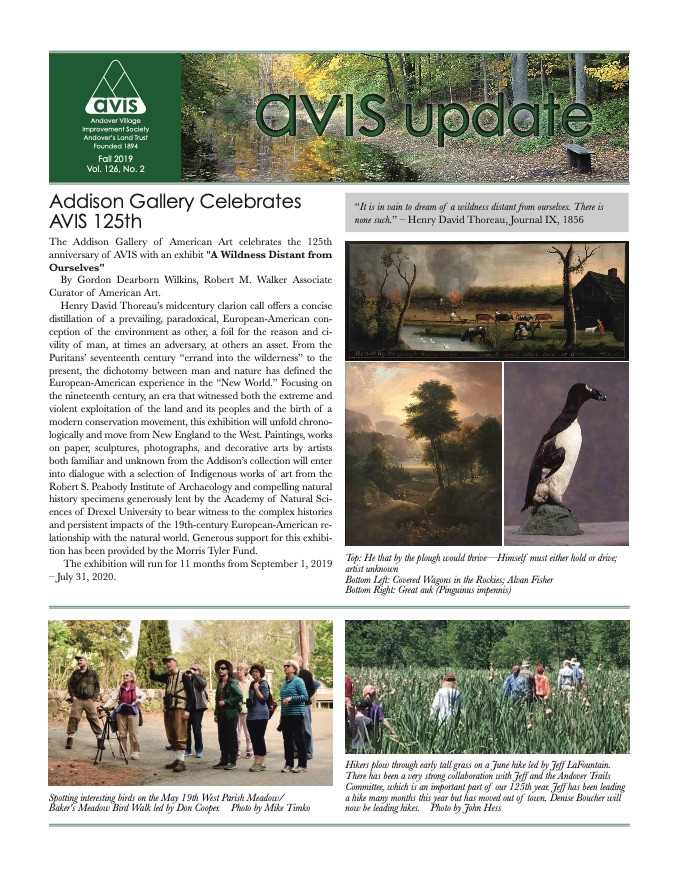 avis
Andover Village
Improvement Society
Andover's Land Trust
Founded 1894
Fall 2019
Vol. 126, No. 2
avis update
Addison Gallery Celebrates
AVIS 125th
The Addison Gallery of American Art celebrates the 125th
anniversary of AVIS with an exhibit "A Wildness Distant from
Ourselves"
By Gordon Dearborn Wilkins, Robert M. Walker Associate
Curator of American Art.
Henry David Thoreau's midcentury clarion call offers a concise
distillation of a prevailing, paradoxical, European-American con-
ception of the environment as other, a foil for the reason and ci-
vility of man, at times an adversary, at others an asset. From the
Puritans' seventeenth century “errand into the wilderness” to the
present, the dichotomy between man and nature has defined the
European-American experience in the “New World.” Focusing on
the nineteenth century, an era that witnessed both the extreme and
violent exploitation of the land and its peoples and the birth of a
modern conservation movement, this exhibition will unfold chrono-
logically and move from New England to the West. Paintings, works
on paper, sculptures, photographs, and decorative arts by artists
both familiar and unknown from the Addison's collection will enter
into dialogue with a selection of Indigenous works of art from the
Robert S. Peabody Institute of Archaeology and compelling natural
history specimens generously lent by the Academy of Natural Sci-
ences of Drexel University to bear witness to the complex histories
and persistent impacts of the 19th-century European-American re-
lationship with the natural world. Generous support for this exhibi-
tion has been provided by the Morris Tyler Fund.
The exhibition will run for 11 months from September 1, 2019
– July 31, 2020.
“It is in vain to dream of a wildness distant from ourselves. There is
none such.” – Henry David Thoreau, Journal IX, 1856
Top: He that by the plough would thrive—Himself must either hold or drive;
artist unknown
Bottom Left: Covered Wagons in the Rockies; Alvan Fisher
Bottom Right: Great auk (Pinguinus impennis)
Spotting interesting birds on the May 19th West Parish Meadow/
Baker's Meadow Bird Walk led by Don Cooper. Photo by Mike Timko
Hikers plow through early tall grass on a June hike led by Jeff LaFountain.
There has been a very strong collaboration with Jeff and the Andover Trails
Committee, which is an important part of our 125th year. Jeff has been leading
a hike many months this year but has moved out of town. Denise Boucher will
now be leading hikes. Photo by John Hess